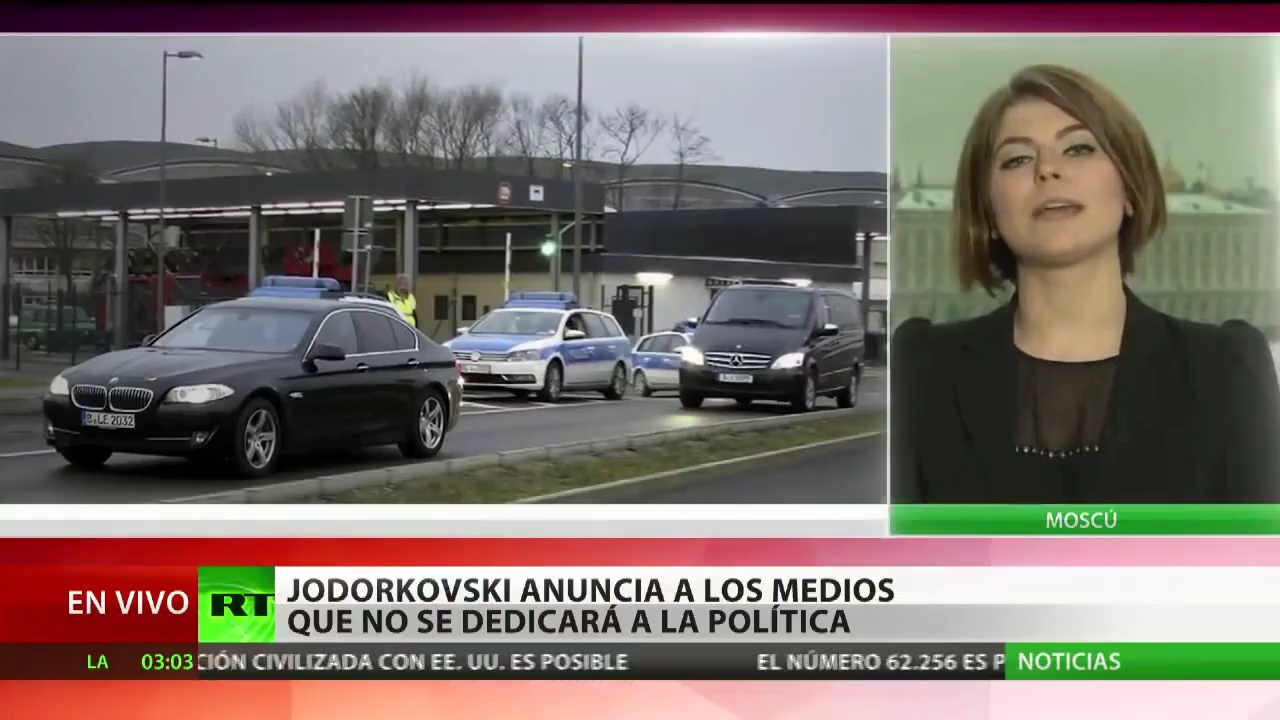 B LE 2032
MOSCÚ
EN VIVO
RT
JODORKOVSKI ANUNCIA A LOS MEDIOS
QUE NO SE DEDICARÁ A LA POLÍTICA
LA 03:03
CIÓN CIVILIZADA CON EE. UU. ES POSIBLE EL NÚMERO 62.256 ES P
NOTICIAS